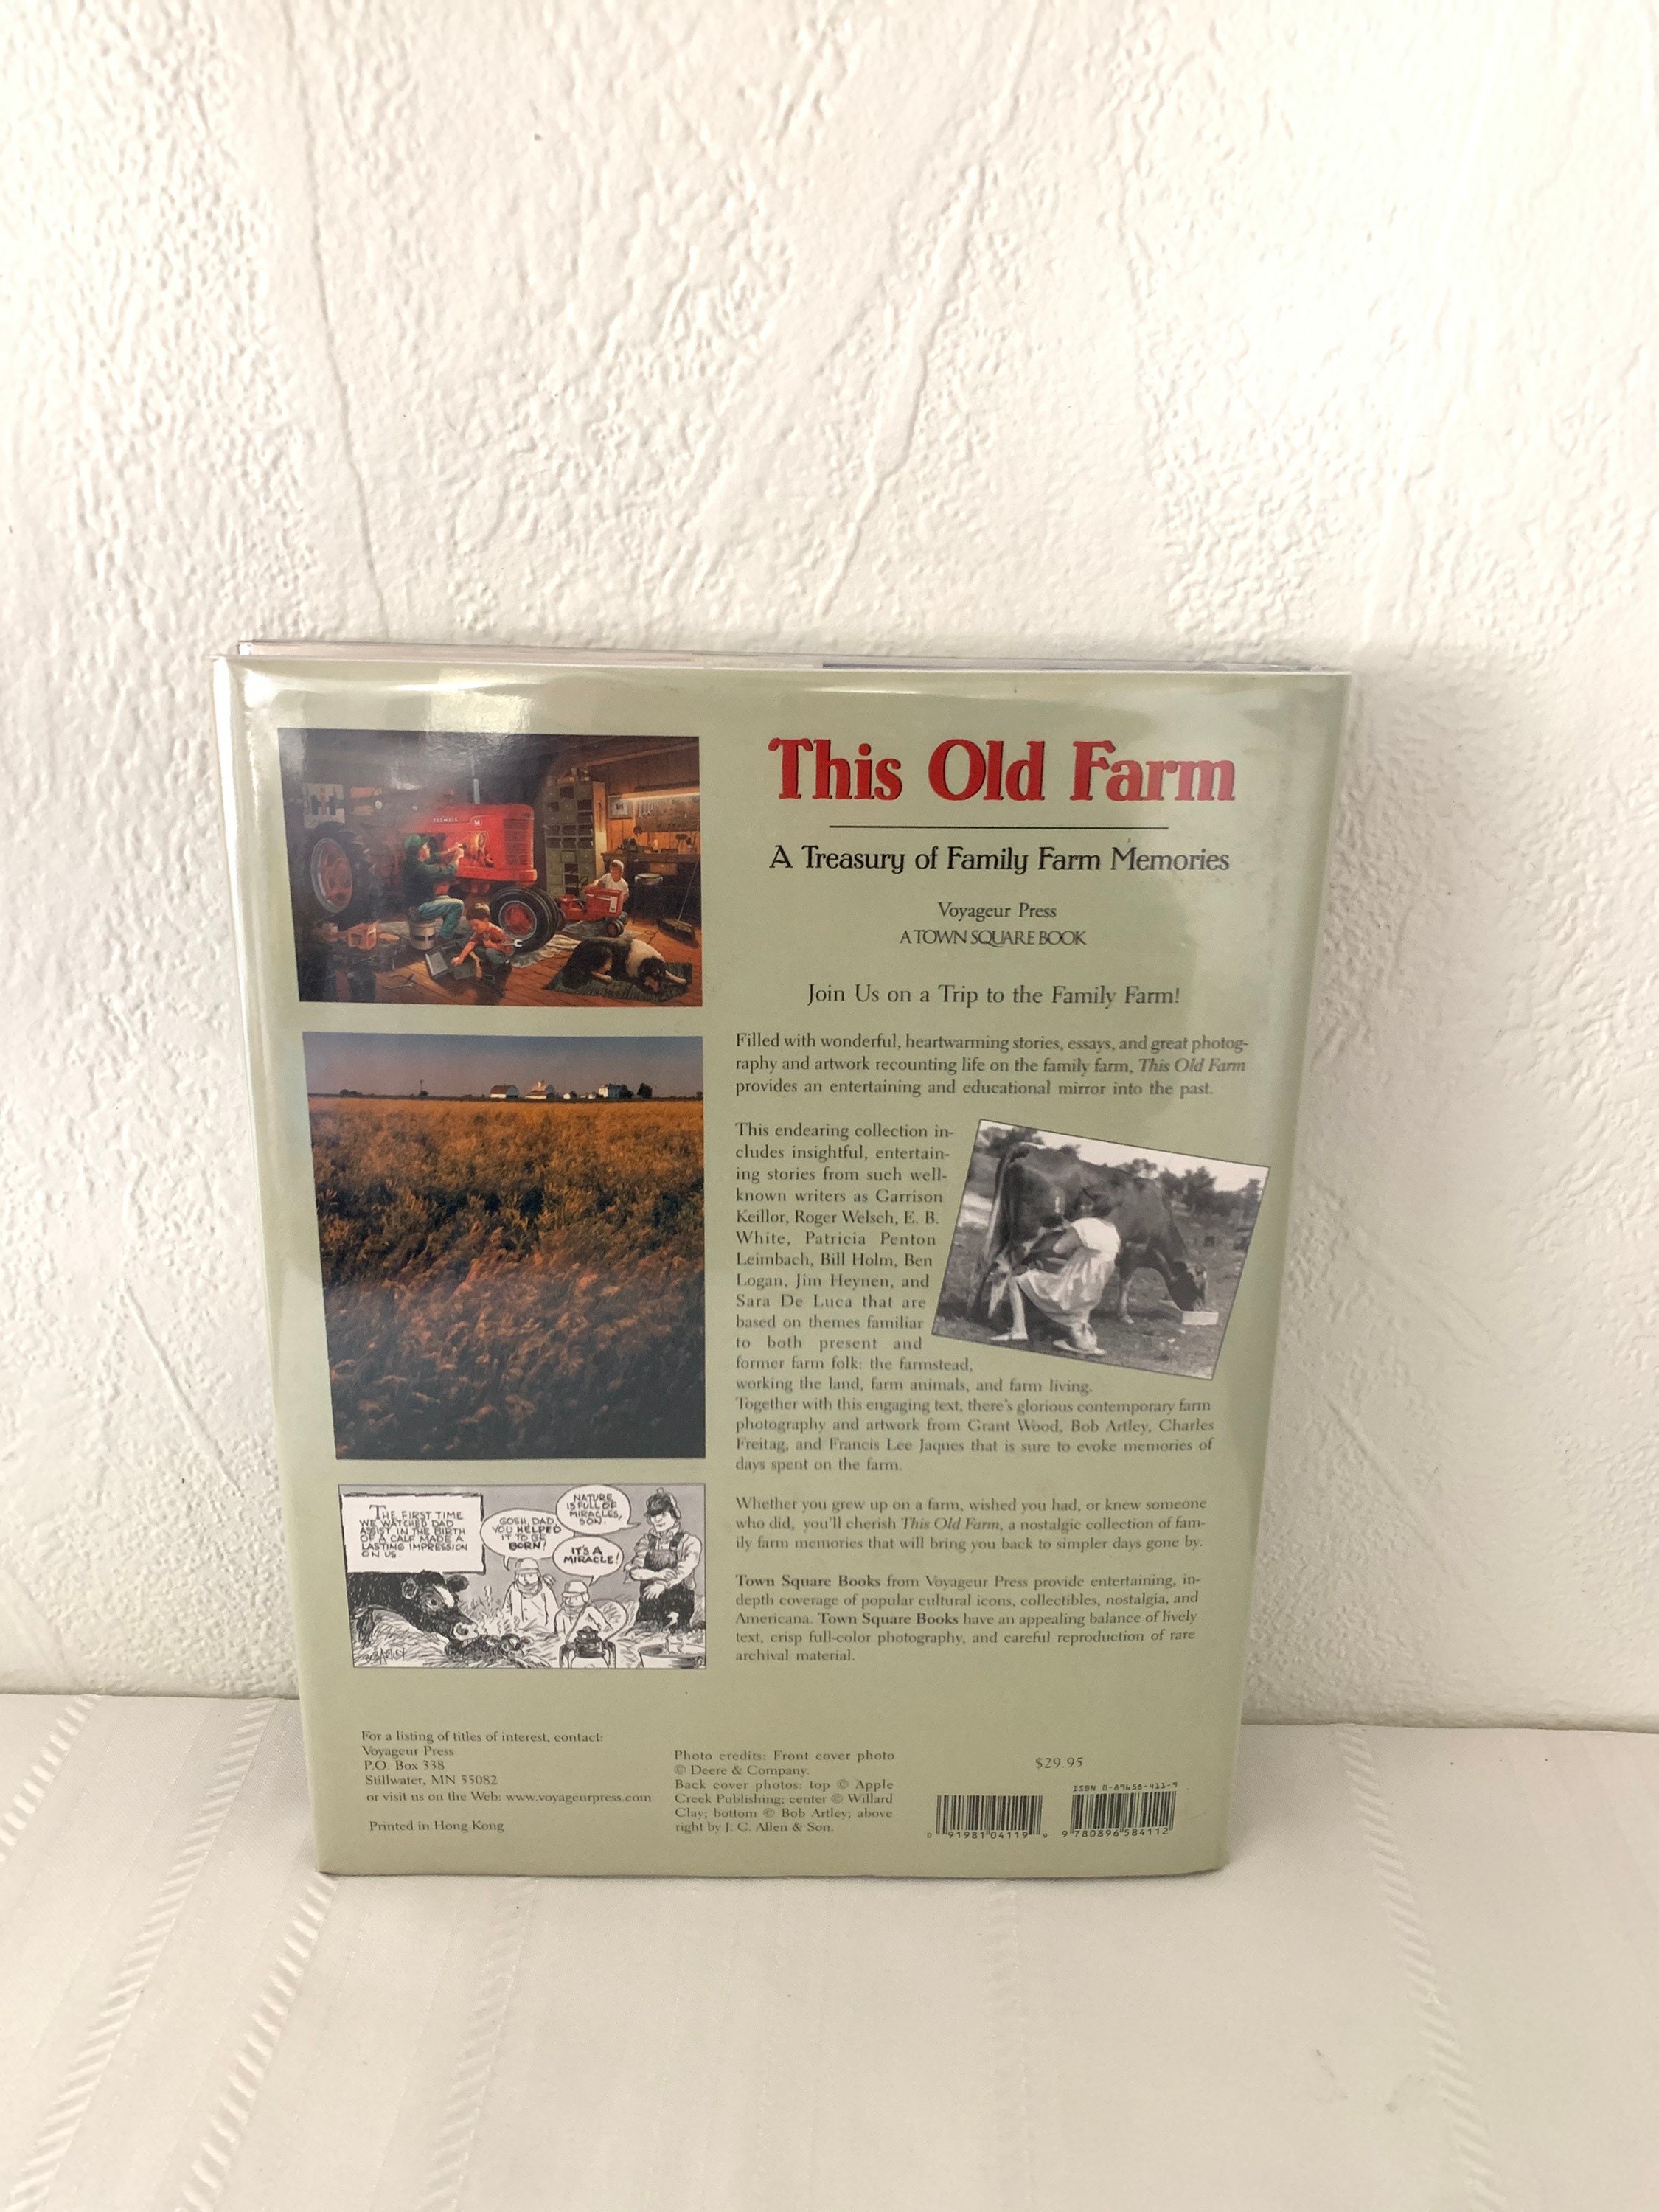 This Old Farm
A Treasury of Family Farm Memories
Voyageur Press
A TOWN SQUARE BOOK
Join Us on a Trip to the Family Farm!
Filled with wonderful, heartwarming stories, essays, and great photog-
raphy and artwork recounting life on the family farm, This Old Farm
provides an entertaining and educational mirror into the past.
This endearing collection in-
cludes insightful, entertain-
ing stories from such well-
known writers as Garrison
Keillor, Roger Welsch, E. B.
White, Patricia Penton
Leimbach, Bill Holm, Ben
Logan, Jim Heynen, and
Sara De Luca that are
based on themes familiar
to both present and
former farm folk: the farmstead,
working the land, farm animals, and farm living.
Together with this engaging text, there's glorious contemporary farm
photography and artwork from Grant Wood, Bob Artley, Charles
Freitag, and Francis Lee Jaques that is sure to evoke memories of
days spent on the farm.
Whether you grew up on a farm, wished you had, or knew someone
who did, you'll cherish This Old Farm, a nostalgic collection of fam-
ily farm memories that will bring you back to simpler days gone by.
Town Square Books from Voyageur Press provide entertaining, in-
depth coverage of popular cultural icons, collectibles, nostalgia, and
Americana. Town Square Books have an appealing balance of lively
text, crisp full-color photography, and careful reproduction of rare
archival material.
FARMALL M
THE FIRST TIME
WE WATCHED DAD
ASSIST IN THE BIRTH
OF A CALF MADE A
LASTING IMPRESSION
ON US.
GOSH, DAD,
YOU HELPED
IT TO BE
BORN!
NATURE
IS FULL OF
MIRACLES,
SON.
IT'S A
MIRACLE!
For a listing of titles of interest, contact:
Voyageur Press
P.O. Box 338
Stillwater, MN 55082
or visit us on the Web: www.voyageurpress.com
Printed in Hong Kong
Photo credits: Front cover photo
© Deere & Company.
Back cover photos: top © Apple
Creek Publishing; center © Willard
Clay; bottom © Bob Artley; above
right by J. C. Allen & Son.
$29.95
ISBN 0-89658-411-9
0 91981 04119 9
9 780896 584112